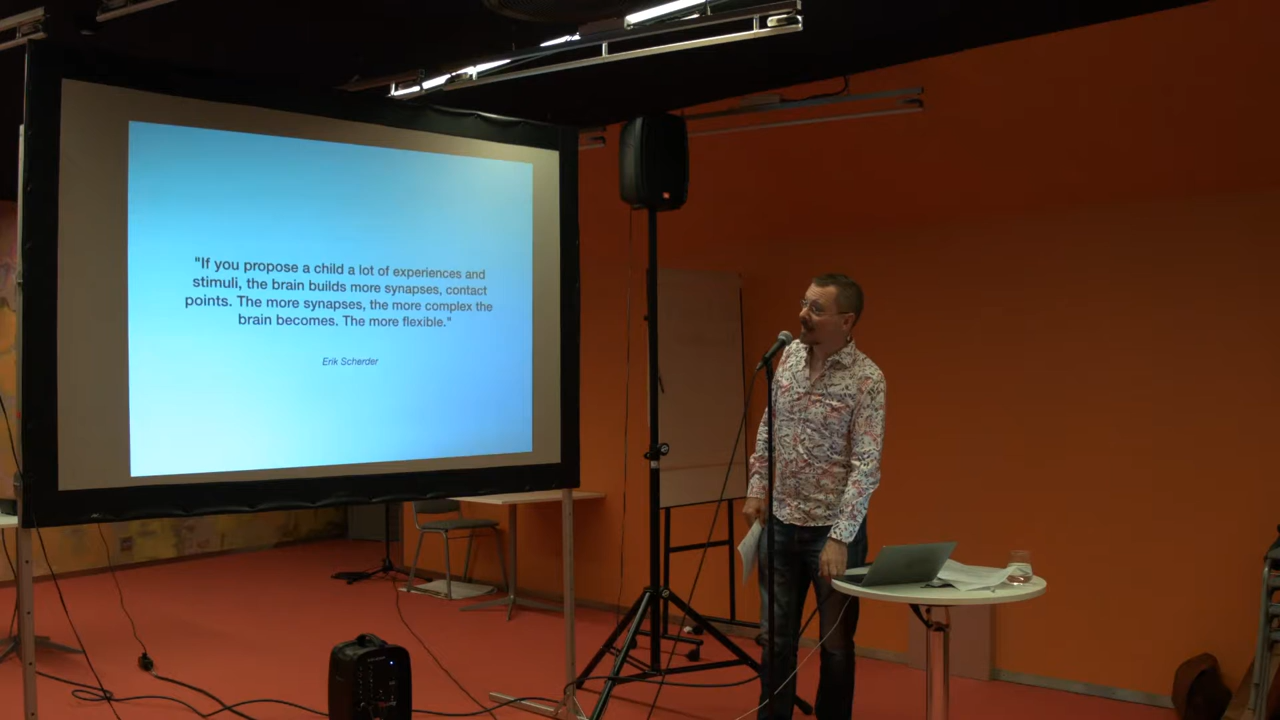 "If you propose a child a lot of experiences and
stimuli, the brain builds more synapses, contact
points. The more synapses, the more complex the
brain becomes. The more flexible."
Erik Scherder